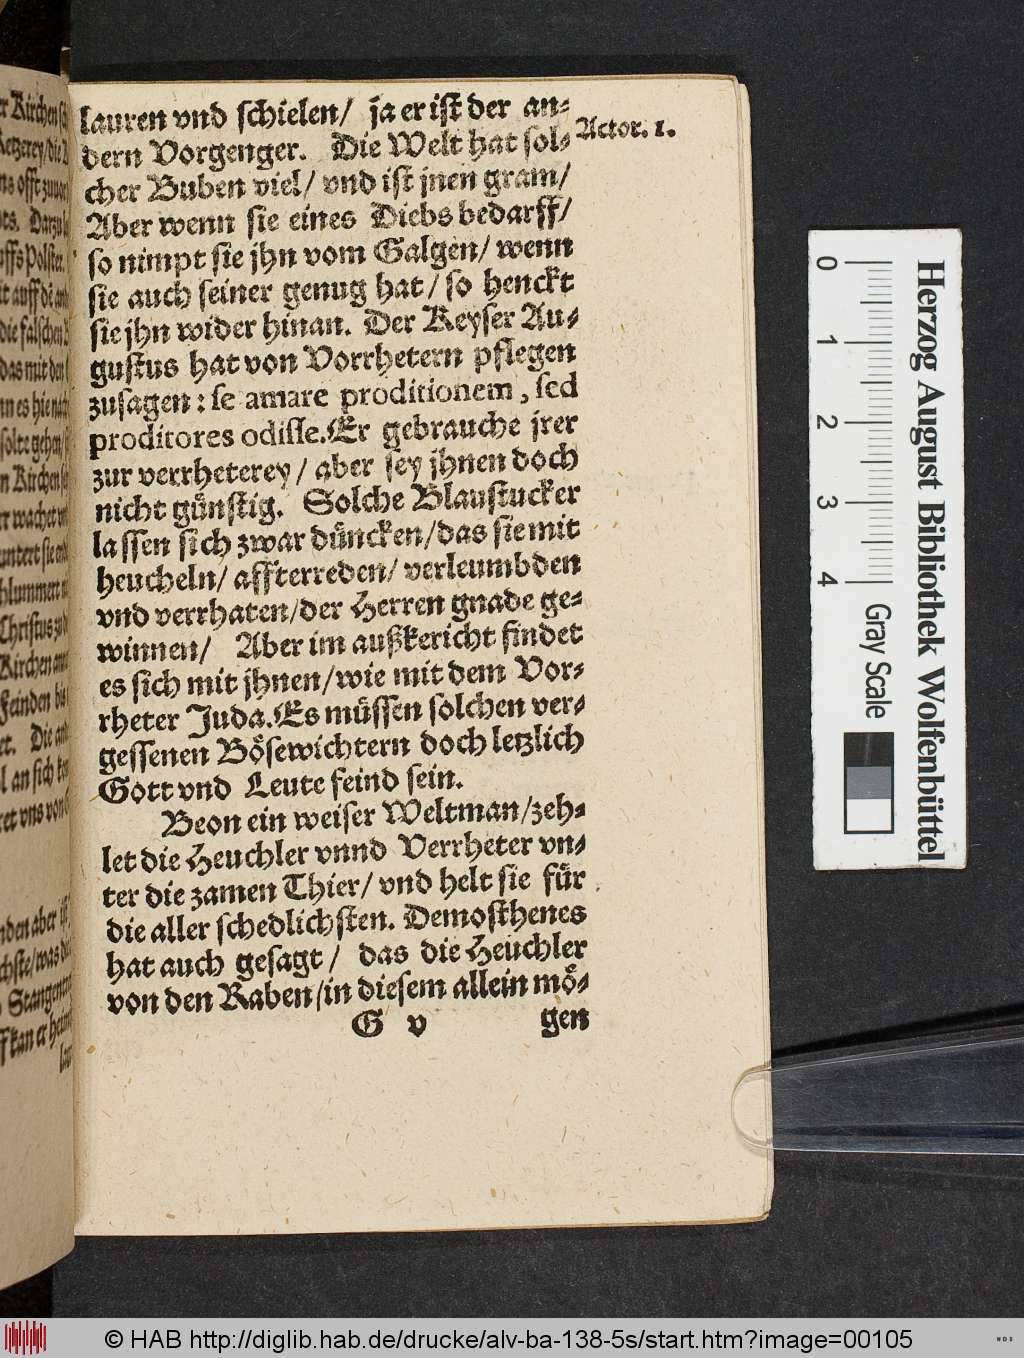 lauren vnd schielen/ ja er ist der an-
dern Vorgenger. Die Welt hat sol-
Actor. 1.
cher Buben viel/ vnd ist jnen gram/
Aber wenn sie eines Diebs bedarff/
so nimpt sie jhn vom Galgen/ wenn
sie auch seiner genug hat/ so henckt
sie jhn wider hinan. Der Keyser Au-
gustus hat von Vorrhetern pflegen
zusagen: se amare proditionem, sed
proditores odisse. Er gebrauche jrer
zur verrheterey/ aber sey jhnen doch
nicht günstig. Solche Blaustucker
lassen sich zwar düncken/ das sie mit
heucheln/ affterreden/ verleumbden
vnd verrhaten/ der Herren gnade ge-
winnen/ Aber im außkericht findet
es sich mit jhnen/ wie mit dem Vor-
rheter Juda. Es müssen solchen ver-
gessenen Bösewichtern doch letzlich
Gott vnd Leute feind sein.
Beon ein weiser Weltman/ zeh-
let die Heuchler vnnd Verrheter vn-
ter die zamen Thier/ vnd helt sie für
die aller schedlichsten. Demosthenes
hat auch gesagt/ das die Heuchler
von den Raben/ in diesem allein mö-
G v gen
Herzog August Bibliothek Wolfenbüttel
0 1 2 3 4 Gray Scale
© HAB http://diglib.hab.de/drucke/alv-ba-138-5s/start.htm?image=00105